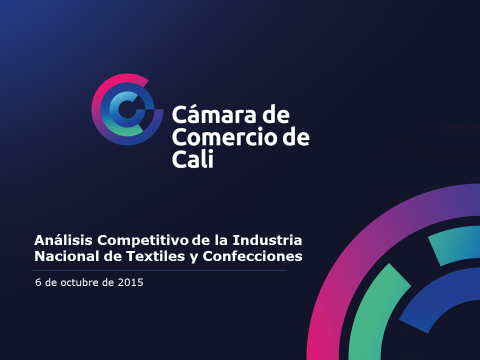 Cámara de
Comercio de
Cali
Análisis Competitivo de la Industria
Nacional de Textiles y Confecciones
6 de octubre de 2015